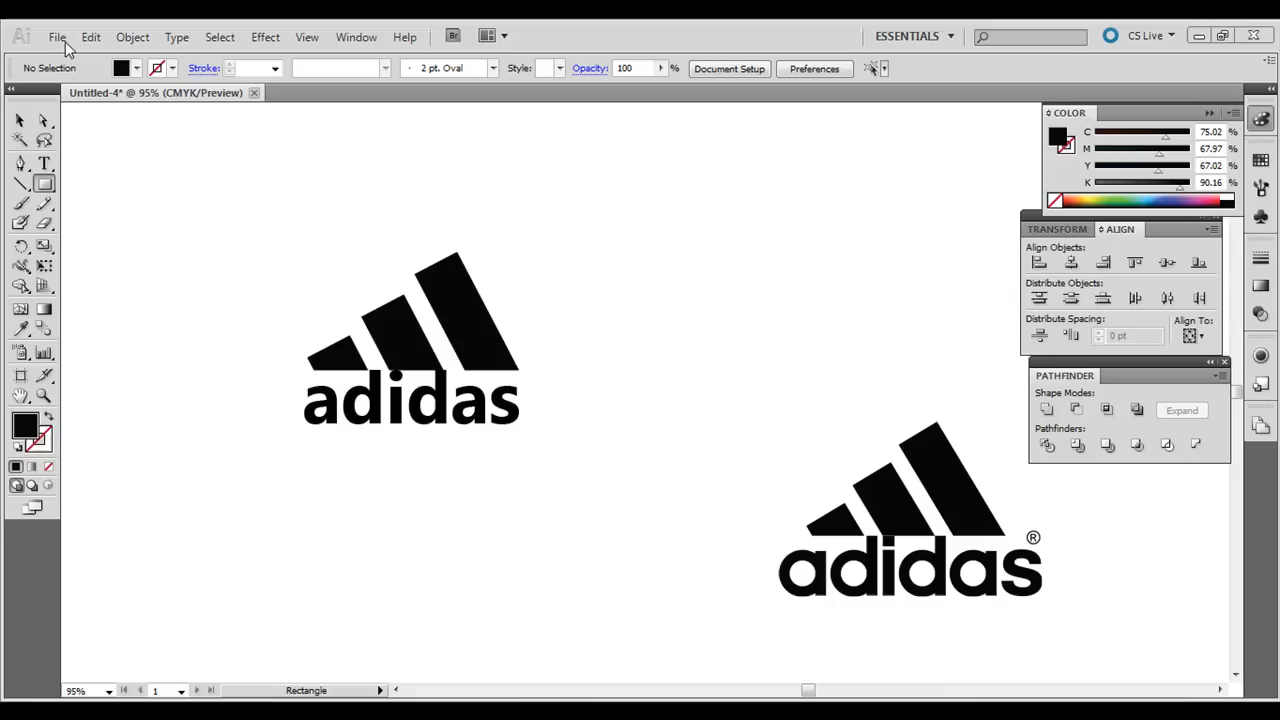 Ai File Edit Object Type Select Effect View Window Help Br ESSENTIALS CS Live
No Selection Stroke: 2 pt. Oval Style: Opacity: 100 % Document Setup Preferences
Untitled-4* @ 95% (CMYK/Preview)
COLOR
C 75.02 %
M 67.97 %
Y 67.02 %
K 90.16 %
TRANSFORM ALIGN
Align Objects:
Distribute Objects:
Distribute Spacing: Align To:
0 pt
PATHFINDER
Shape Modes:
Expand
Pathfinders:
adidas
®
adidas
95% 1 Rectangle